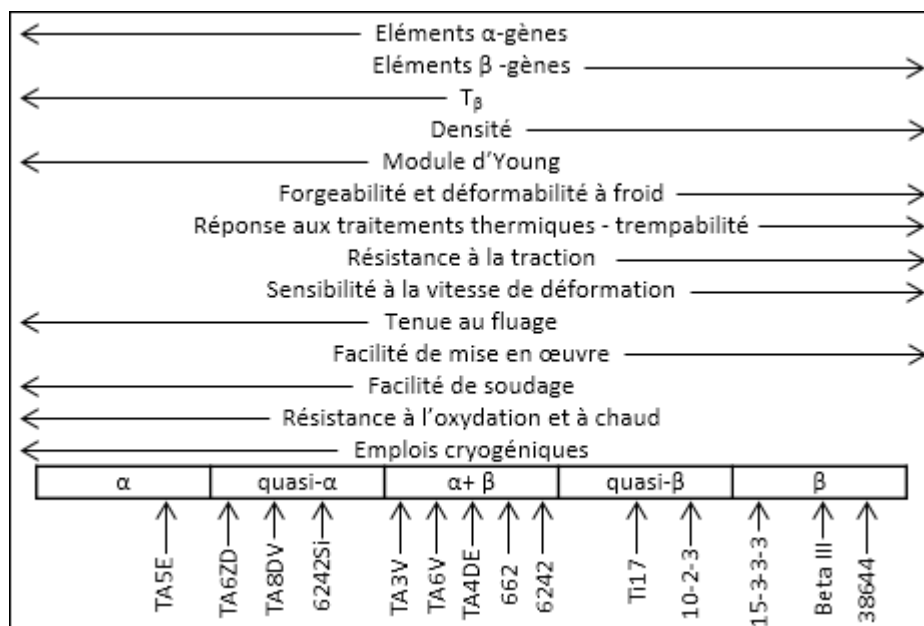 Eléments α-gènes
Eléments β -gènes
Tβ
Densité
Module d’Young
Forgeabilité et déformabilité à froid
Réponse aux traitements thermiques - trempabilité
Résistance à la traction
Sensibilité à la vitesse de déformation
Tenue au fluage
Facilité de mise en œuvre
Facilité de soudage
Résistance à l’oxydation et à chaud
Emplois cryogéniques
α quasi-α α+ β quasi-β β
TA5E
TA6ZD
TA8DV
6242Si
TA3V
TA6V
TA4DE
662
6242
Ti17
10-2-3
15-3-3-3
Beta III
38644